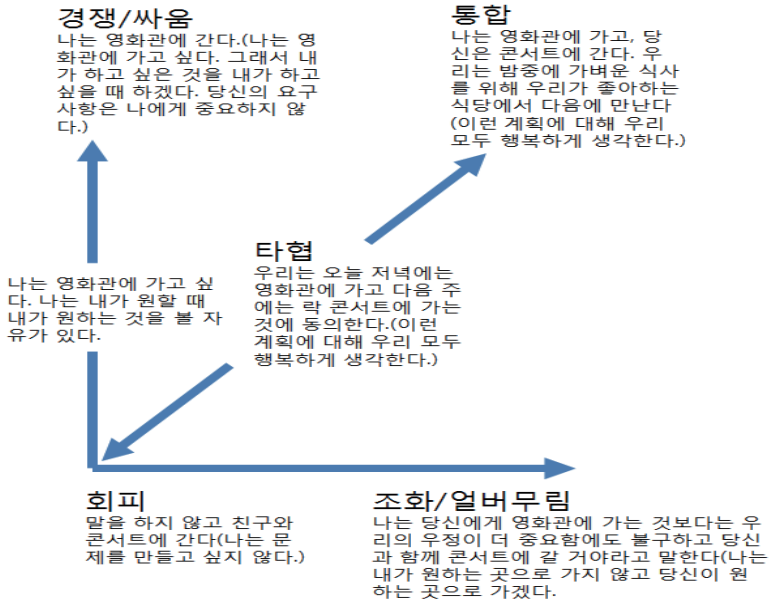 경쟁/싸움
나는 영화관에 간다.(나는 영
화관에 가고 싶다. 그래서 내
가 하고 싶은 것을 내가 하고
싶을 때 하겠다. 당신의 요구
사항은 나에게 중요하지 않
다.)
통합
나는 영화관에 가고, 당
신은 콘서트에 간다. 우
리는 밤중에 가벼운 식사
를 위해 우리가 좋아하는
식당에서 다음에 만난다
(이런 계획에 대해 우리
모두 행복하게 생각한다.)
나는 영화관에 가고 싶
다. 나는 내가 원할 때
내가 원하는 것을 볼 자
유가 있다.
타협
우리는 오늘 저녁에는
영화관에 가고 다음 주
에는 락 콘서트에 가는
것에 동의한다.(이런
계획에 대해 우리 모두
행복하게 생각한다.)
회피
말을 하지 않고 친구와
콘서트에 간다(나는 문
제를 만들고 싶지 않다.)
조화/얼버무림
나는 당신에게 영화관에 가는 것보다는 우
리의 우정이 더 중요함에도 불구하고 당신
과 함께 콘서트에 갈 거야라고 말한다(나는
내가 원하는 곳으로 가지 않고 당신이 원
하는 곳으로 가겠다.